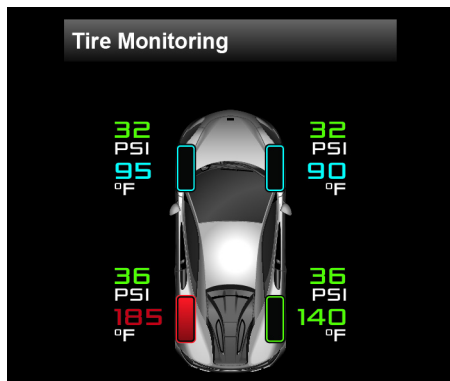 Tire Monitoring
32
PSI
95
°F
32
PSI
90
°F
36
PSI
185
°F
36
PSI
140
°F